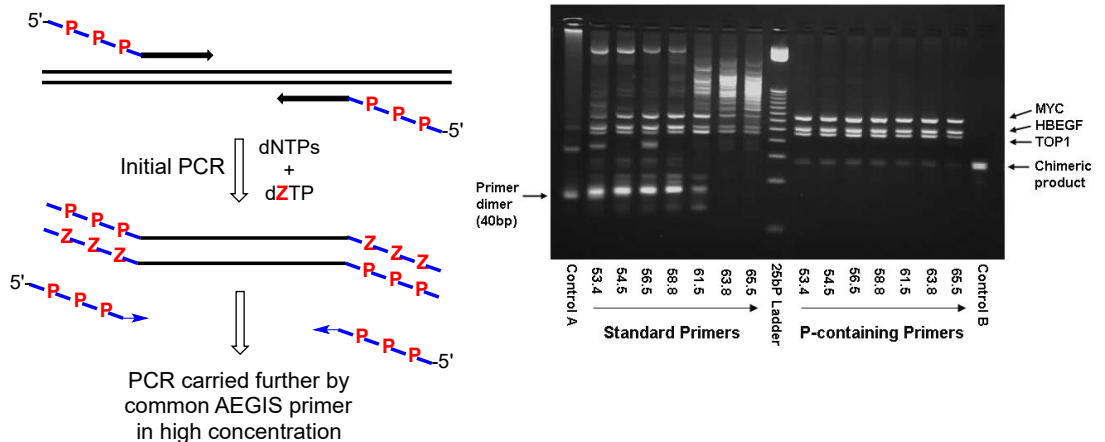 5'-
P P P
P P P
-5'
Initial PCR
dNTPs
+
dZTP
P P P
Z Z Z
Z Z Z
P P P
5'-
P P P
P P P
-5'
PCR carried further by
common AEGIS primer
in high concentration
Primer
dimer
(40bp)
MYC
HBEGF
TOP1
Chimeric
product
Control A
53.4
54.5
56.5
58.8
61.5
63.8
65.5
25bP Ladder
53.4
54.5
56.5
58.8
61.5
63.8
65.5
Control B
Standard Primers
P-containing Primers